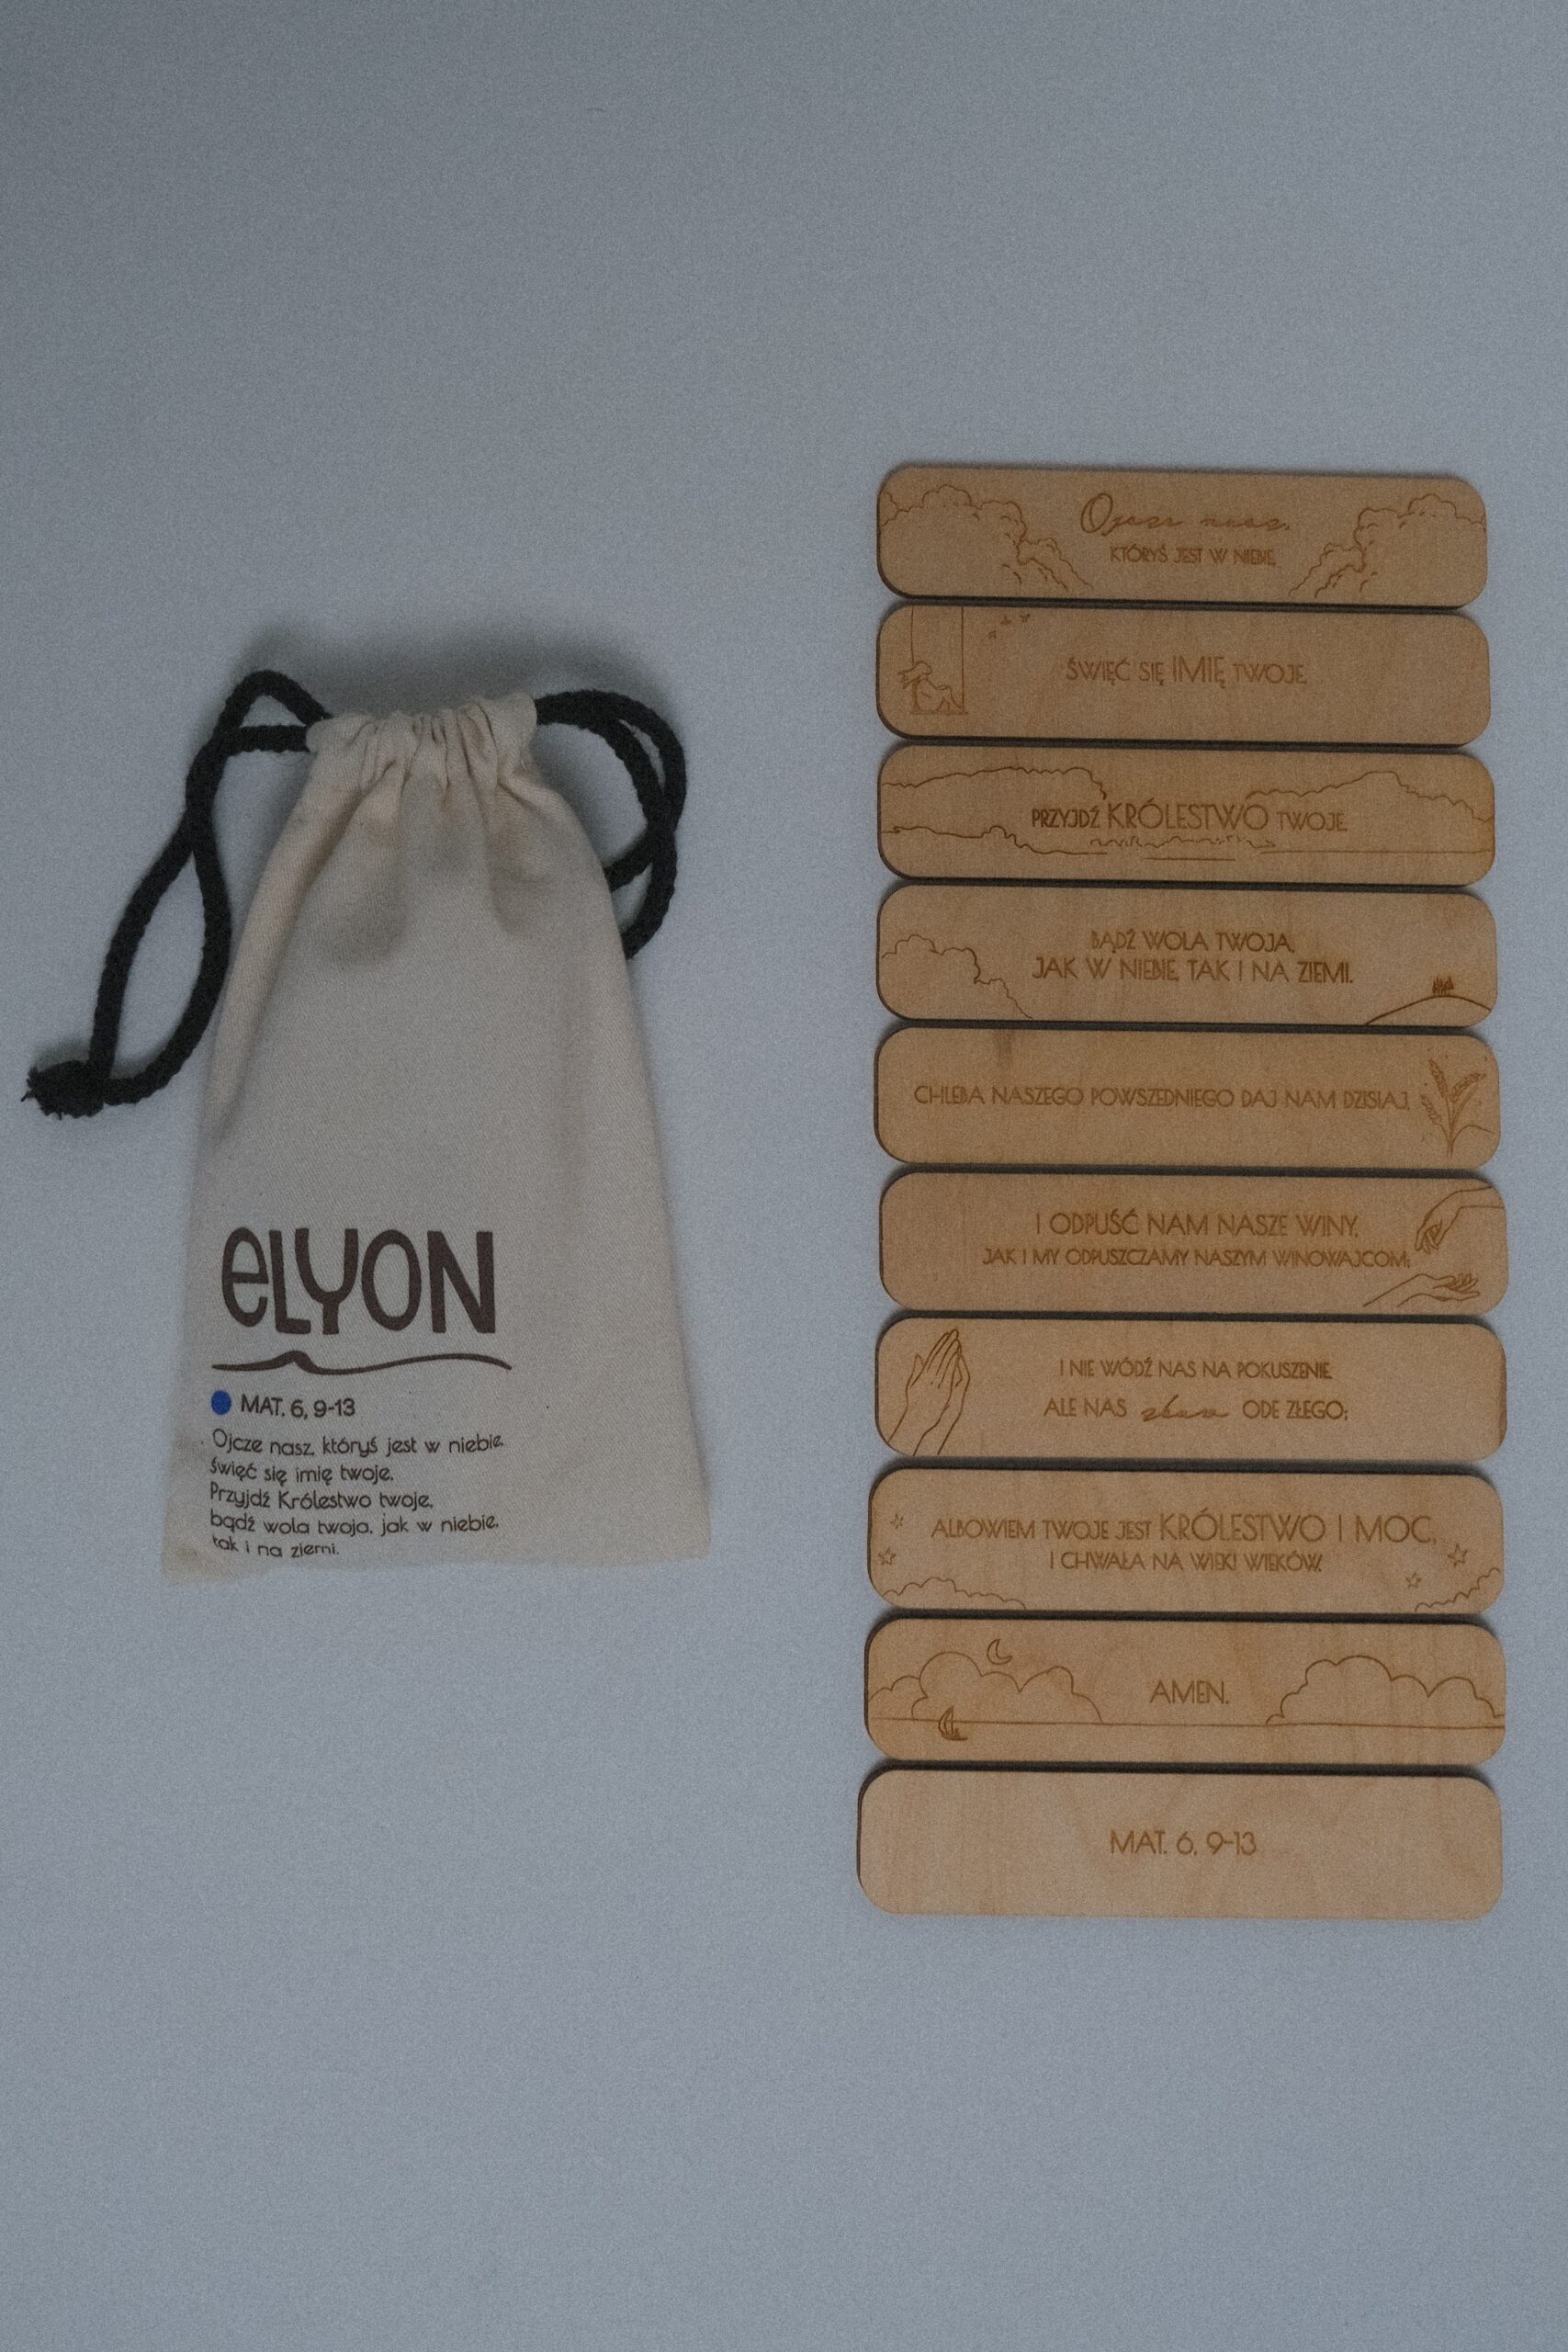 eLYON
MAT. 6, 9-13
Ojcze nasz, któryś jest w niebie,
święć się imię twoje.
Przyjdź Królestwo twoje,
bądź wola twoja, jak w niebie,
tak i na ziemi.
Ojcze nasz,
KTÓRYŚ JEST W NIEBIE,
ŚWIĘĆ SIĘ IMIĘ TWOJE.
PRZYJDŹ KRÓLESTWO TWOJE.
BĄDŹ WOLA TWOJA,
JAK W NIEBIE, TAK I NA ZIEMI.
CHLEBA NASZEGO POWSZEDNIEGO DAJ NAM DZISIAJ,
I ODPUŚĆ NAM NASZE WINY,
JAK I MY ODPUSZCZAMY NASZYM WINOWAJCOM;
I NIE WÓDŹ NAS NA POKUSZENIE,
ALE NAS zbaw ODE ZŁEGO;
ALBOWIEM TWOJE JEST KRÓLESTWO I MOC,
I CHWAŁA NA WIEKI WIEKÓW.
AMEN.
MAT. 6, 9-13